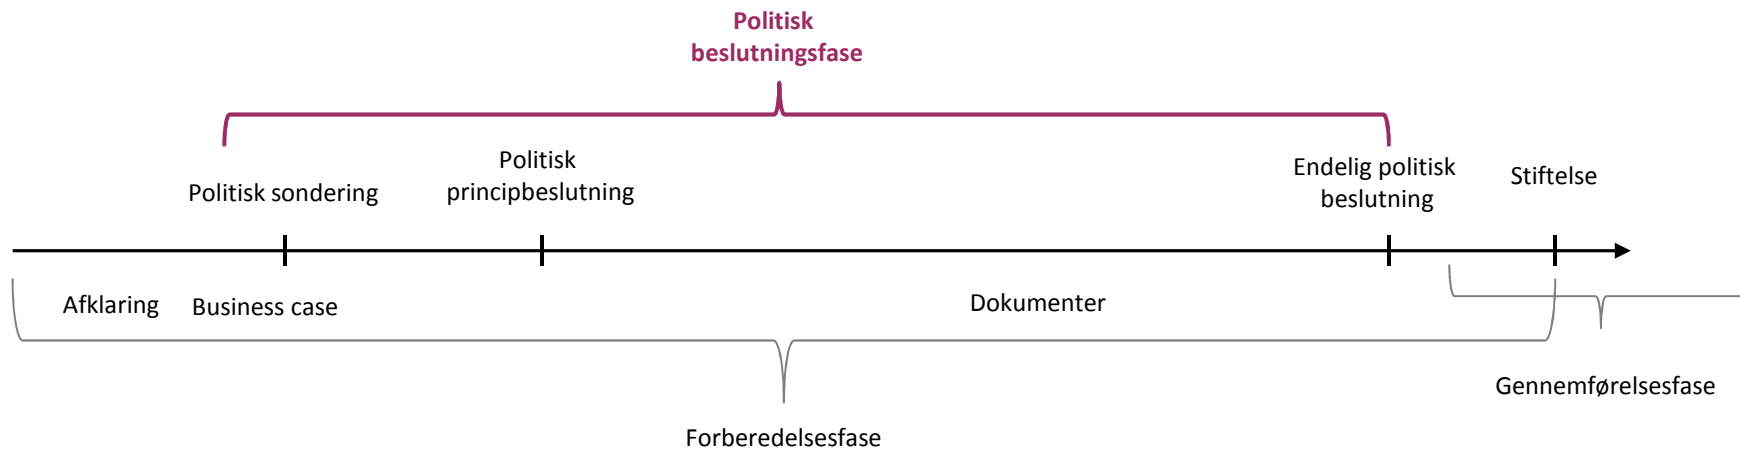 Politisk
beslutningsfase
Politisk sondering
Politisk
principbeslutning
Endelig politisk
beslutning
Stiftelse
Afklaring
Business case
Dokumenter
Gennemførelsesfase
Forberedelsesfase